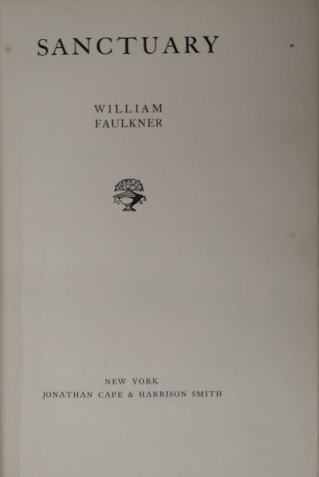 SANCTUARY
WILLIAM
FAULKNER
NEW YORK
JONATHAN CAPE & HARRISON SMITH